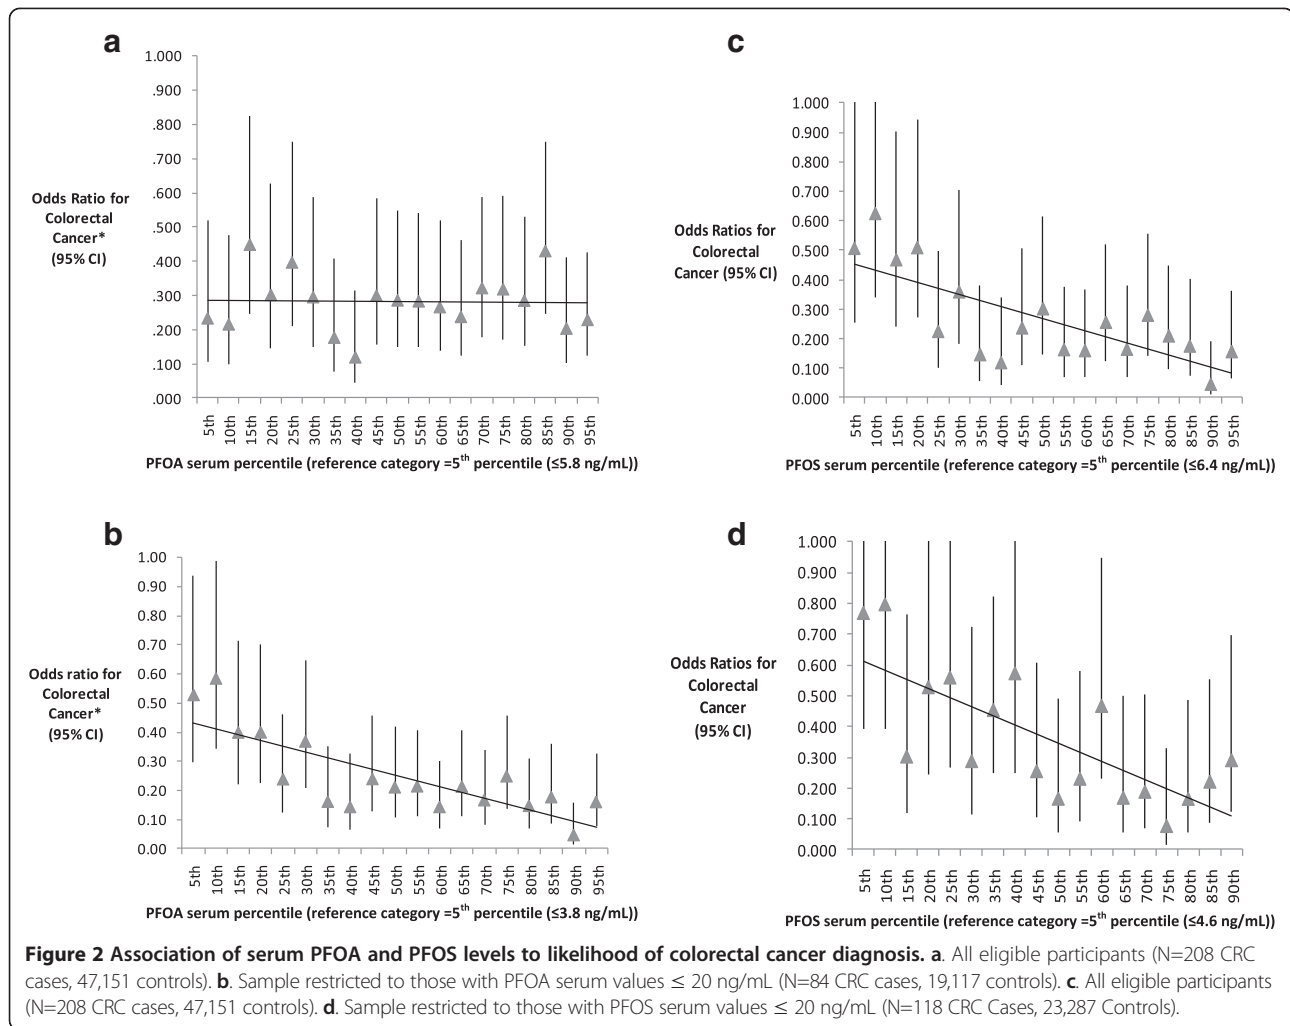 a
1.000
.900
.800
.700
.600
.500
.400
.300
.200
.100
.000
Odds Ratio for
Colorectal
Cancer*
(95% CI)
5th 10th 15th 20th 25th 30th 35th 40th 45th 50th 55th 60th 65th 70th 75th 80th 85th 90th 95th
PFOA serum percentile (reference category =5th percentile (≤5.8 ng/mL))
c
1.000
0.900
0.800
0.700
0.600
0.500
0.400
0.300
0.200
0.100
0.000
Odds Ratios for
Colorectal
Cancer (95% CI)
5th 10th 15th 20th 25th 30th 35th 40th 45th 50th 55th 60th 65th 70th 75th 80th 85th 90th 95th
PFOS serum percentile (reference category =5th percentile (≤6.4 ng/mL))
b
1.00
0.90
0.80
0.70
0.60
0.50
0.40
0.30
0.20
0.10
0.00
Odds ratio for
Colorectal
Cancer*
(95% CI)
5th 10th 15th 20th 25th 30th 35th 40th 45th 50th 55th 60th 65th 70th 75th 80th 85th 90th 95th
PFOA serum percentile (reference category =5th percentile (≤3.8 ng/mL))
d
1.000
0.900
0.800
0.700
0.600
0.500
0.400
0.300
0.200
0.100
0.000
Odds Ratios for
Colorectal
Cancer
(95% CI)
5th 10th 15th 20th 25th 30th 35th 40th 45th 50th 55th 60th 65th 70th 75th 80th 85th 90th
PFOS serum percentile (reference category =5th percentile (≤4.6 ng/mL))
Figure 2 Association of serum PFOA and PFOS levels to likelihood of colorectal cancer diagnosis. a. All eligible participants (N=208 CRC
cases, 47,151 controls). b. Sample restricted to those with PFOA serum values ≤ 20 ng/mL (N=84 CRC cases, 19,117 controls). c. All eligible participants
(N=208 CRC cases, 47,151 controls). d. Sample restricted to those with PFOS serum values ≤ 20 ng/mL (N=118 CRC Cases, 23,287 Controls).